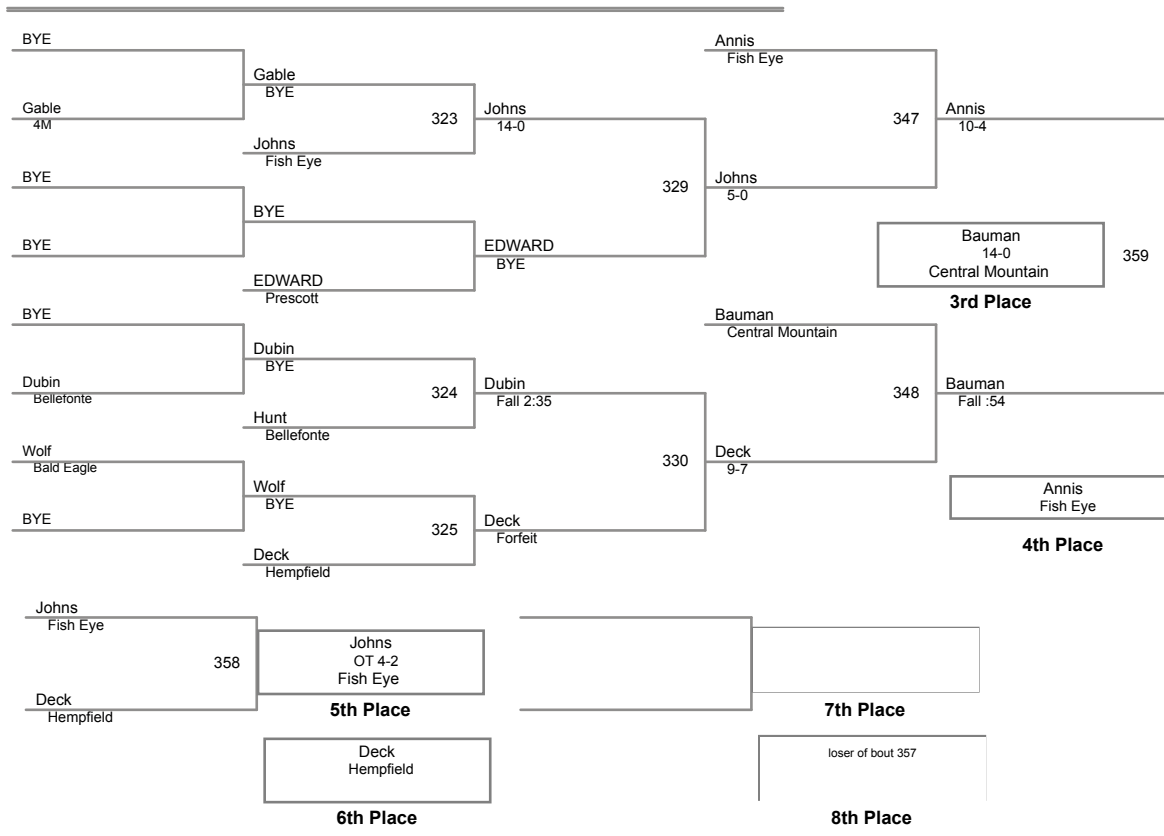 BYE
Gable
4M
BYE
BYE
BYE
Dubin
Bellefonte
Wolf
Bald Eagle
BYE
Gable
BYE
323
Johns
Fish Eye
BYE
EDWARD
Prescott
Dubin
BYE
324
Hunt
Bellefonte
Wolf
BYE
325
Deck
Hempfield
Johns
14-0
329
EDWARD
BYE
Dubin
Fall 2:35
330
Deck
Forfeit
Annis
Fish Eye
347
Johns
5-0
Bauman
Central Mountain
348
Deck
9-7
Annis
10-4
Bauman
14-0
Central Mountain
359
3rd Place
Bauman
Fall :54
Annis
Fish Eye
4th Place
Johns
Fish Eye
358
Deck
Hempfield
Johns
OT 4-2
Fish Eye
5th Place
Deck
Hempfield
6th Place
7th Place
loser of bout 357
8th Place